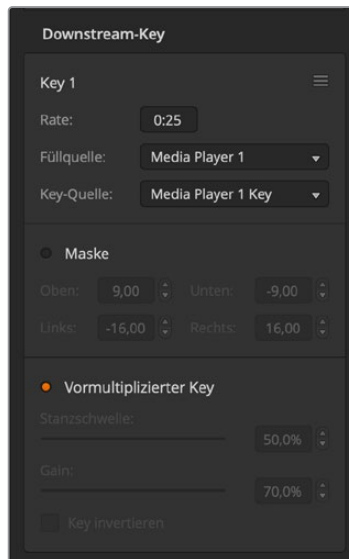 Downstream-Key
Key 1
Rate: 0:25
Füllquelle: Media Player 1
Key-Quelle: Media Player 1 Key
Maske
Oben: 9,00 Unten: -9,00
Links: -16,00 Rechts: 16,00
Vormultiplizierter Key
Stanzschwelle:
50,0%
Gain:
70,0%
Key invertieren